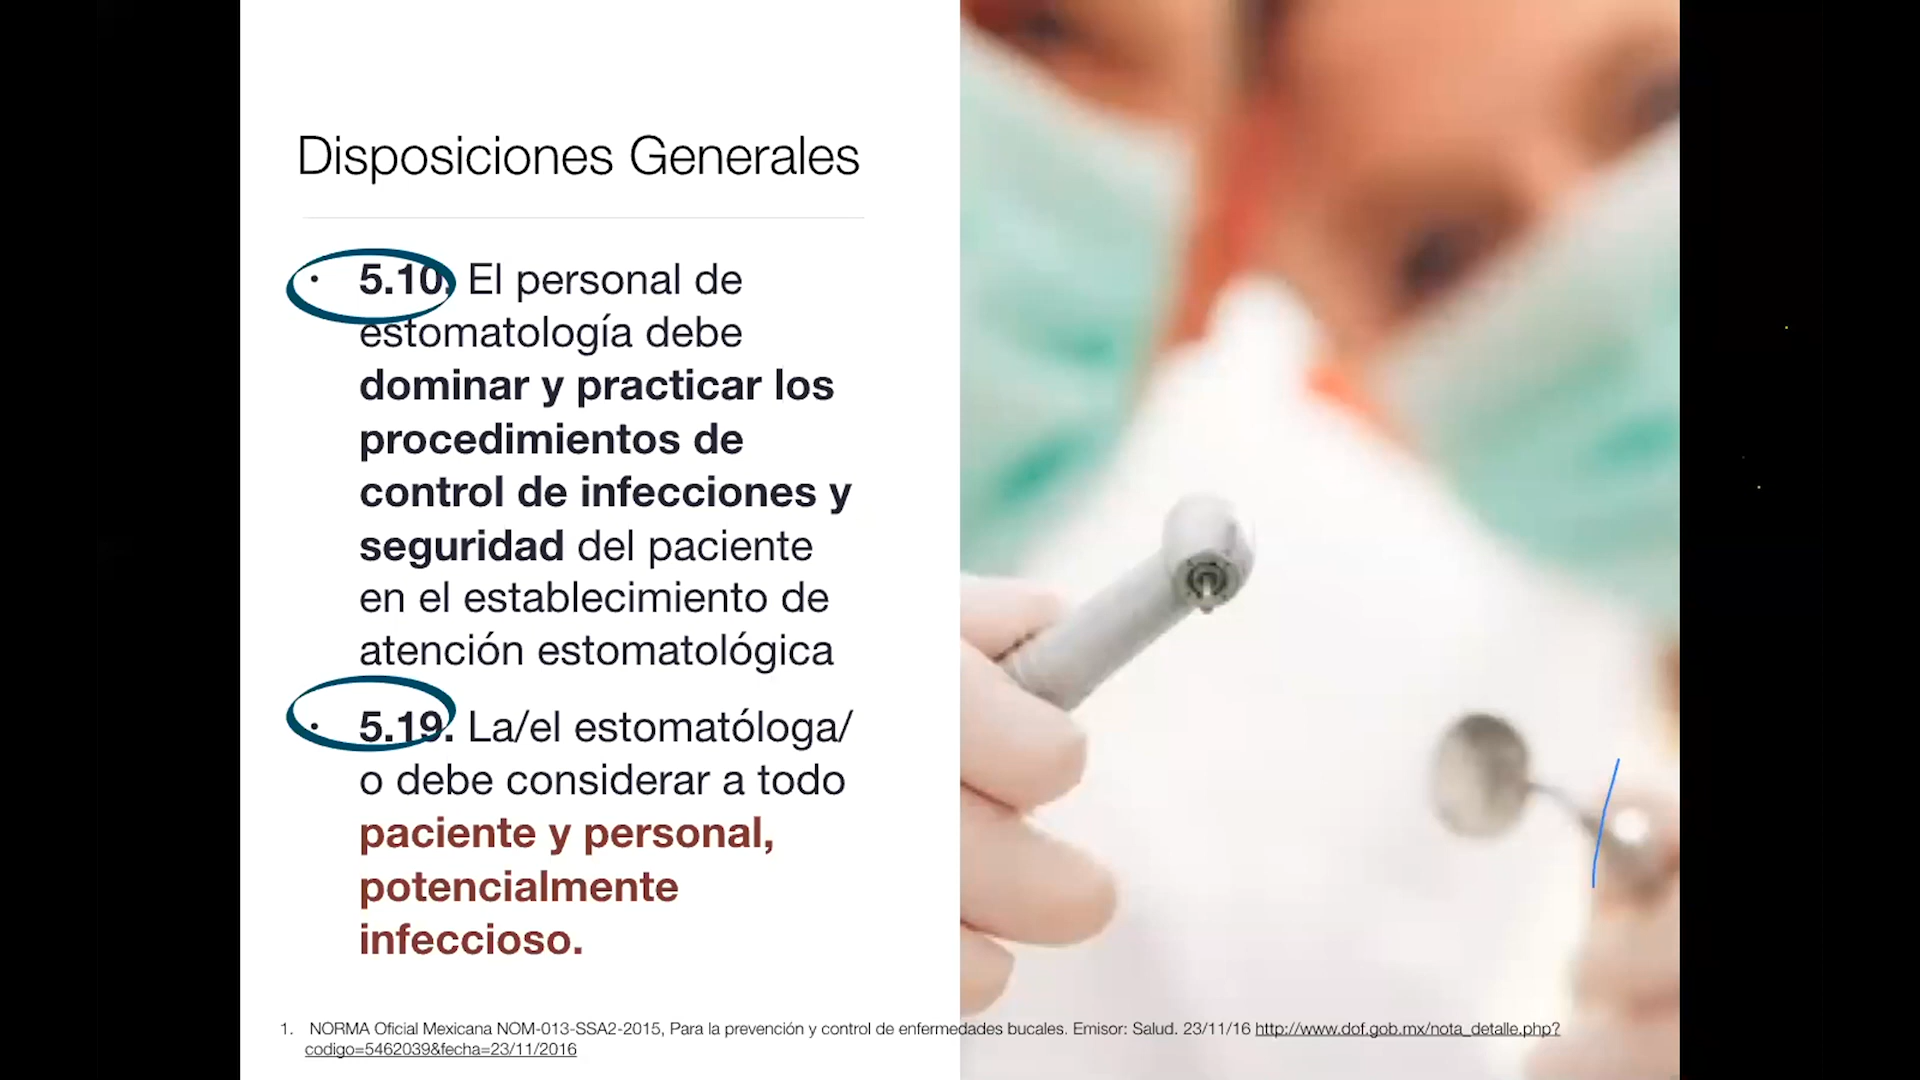 Disposiciones Generales
• 5.10. El personal de
estomatología debe
dominar y practicar los
procedimientos de
control de infecciones y
seguridad del paciente
en el establecimiento de
atención estomatológica
• 5.19. La/el estomatóloga/
o debe considerar a todo
paciente y personal,
potencialmente
infeccioso.
1. NORMA Oficial Mexicana NOM-013-SSA2-2015, Para la prevención y control de enfermedades bucales. Emisor: Salud. 23/11/16 http://www.dof.gob.mx/nota_detalle.php?
codigo=5462039&fecha=23/11/2016